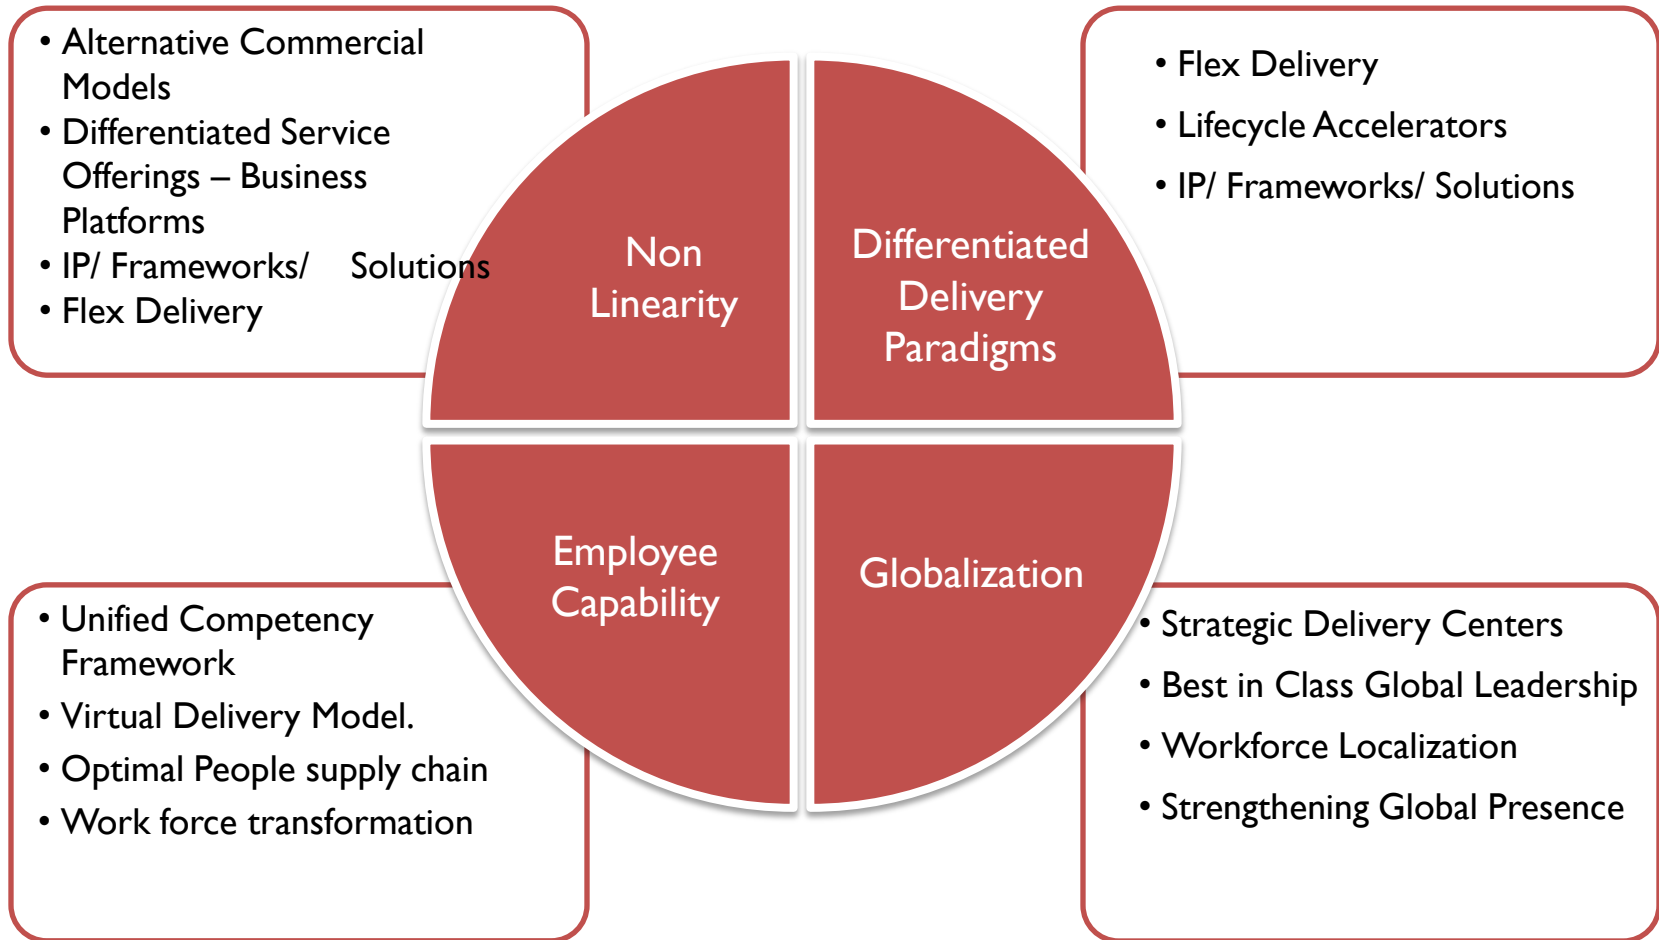 • Alternative Commercial
Models
• Differentiated Service
Offerings – Business
Platforms
• IP/ Frameworks/ Solutions
• Flex Delivery
Non
Linearity
Differentiated
Delivery
Paradigms
• Flex Delivery
• Lifecycle Accelerators
• IP/ Frameworks/ Solutions
• Unified Competency
Framework
• Virtual Delivery Model.
• Optimal People supply chain
• Work force transformation
Employee
Capability
Globalization
• Strategic Delivery Centers
• Best in Class Global Leadership
• Workforce Localization
• Strengthening Global Presence